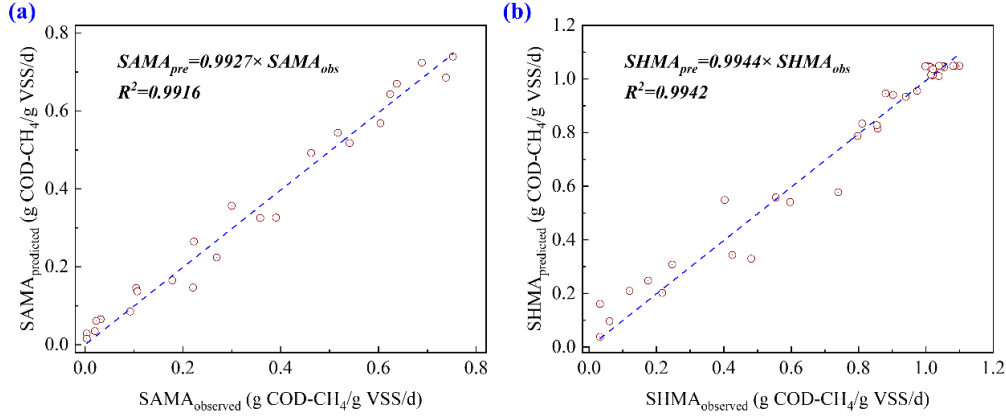 (a)
0.8
0.6
0.4
0.2
0.0
SAMApredicted (g COD-CH4/g VSS/d)
SAMApre=0.9927× SAMAobs
R²=0.9916
0.0 0.2 0.4 0.6 0.8
SAMAobserved (g COD-CH4/g VSS/d)
(b)
1.2
1.0
0.8
0.6
0.4
0.2
0.0
SHMApredicted (g COD-CH4/g VSS/d)
SHMApre=0.9944× SHMAobs
R²=0.9942
0.0 0.2 0.4 0.6 0.8 1.0 1.2
SHMAobserved (g COD-CH4/g VSS/d)